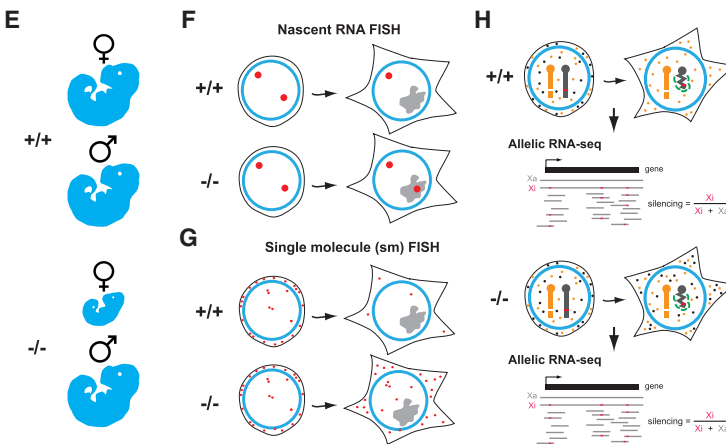 E
♀
+/+
♂
♀
-/-
♂
F
Nascent RNA FISH
+/+
-/-
G
Single molecule (sm) FISH
+/+
-/-
H
+/+
Allelic RNA-seq
gene
Xa
Xi
silencing = Xi
Xi + Xa
-/-
Allelic RNA-seq
gene
Xa
Xi
silencing = Xi
Xi + Xa